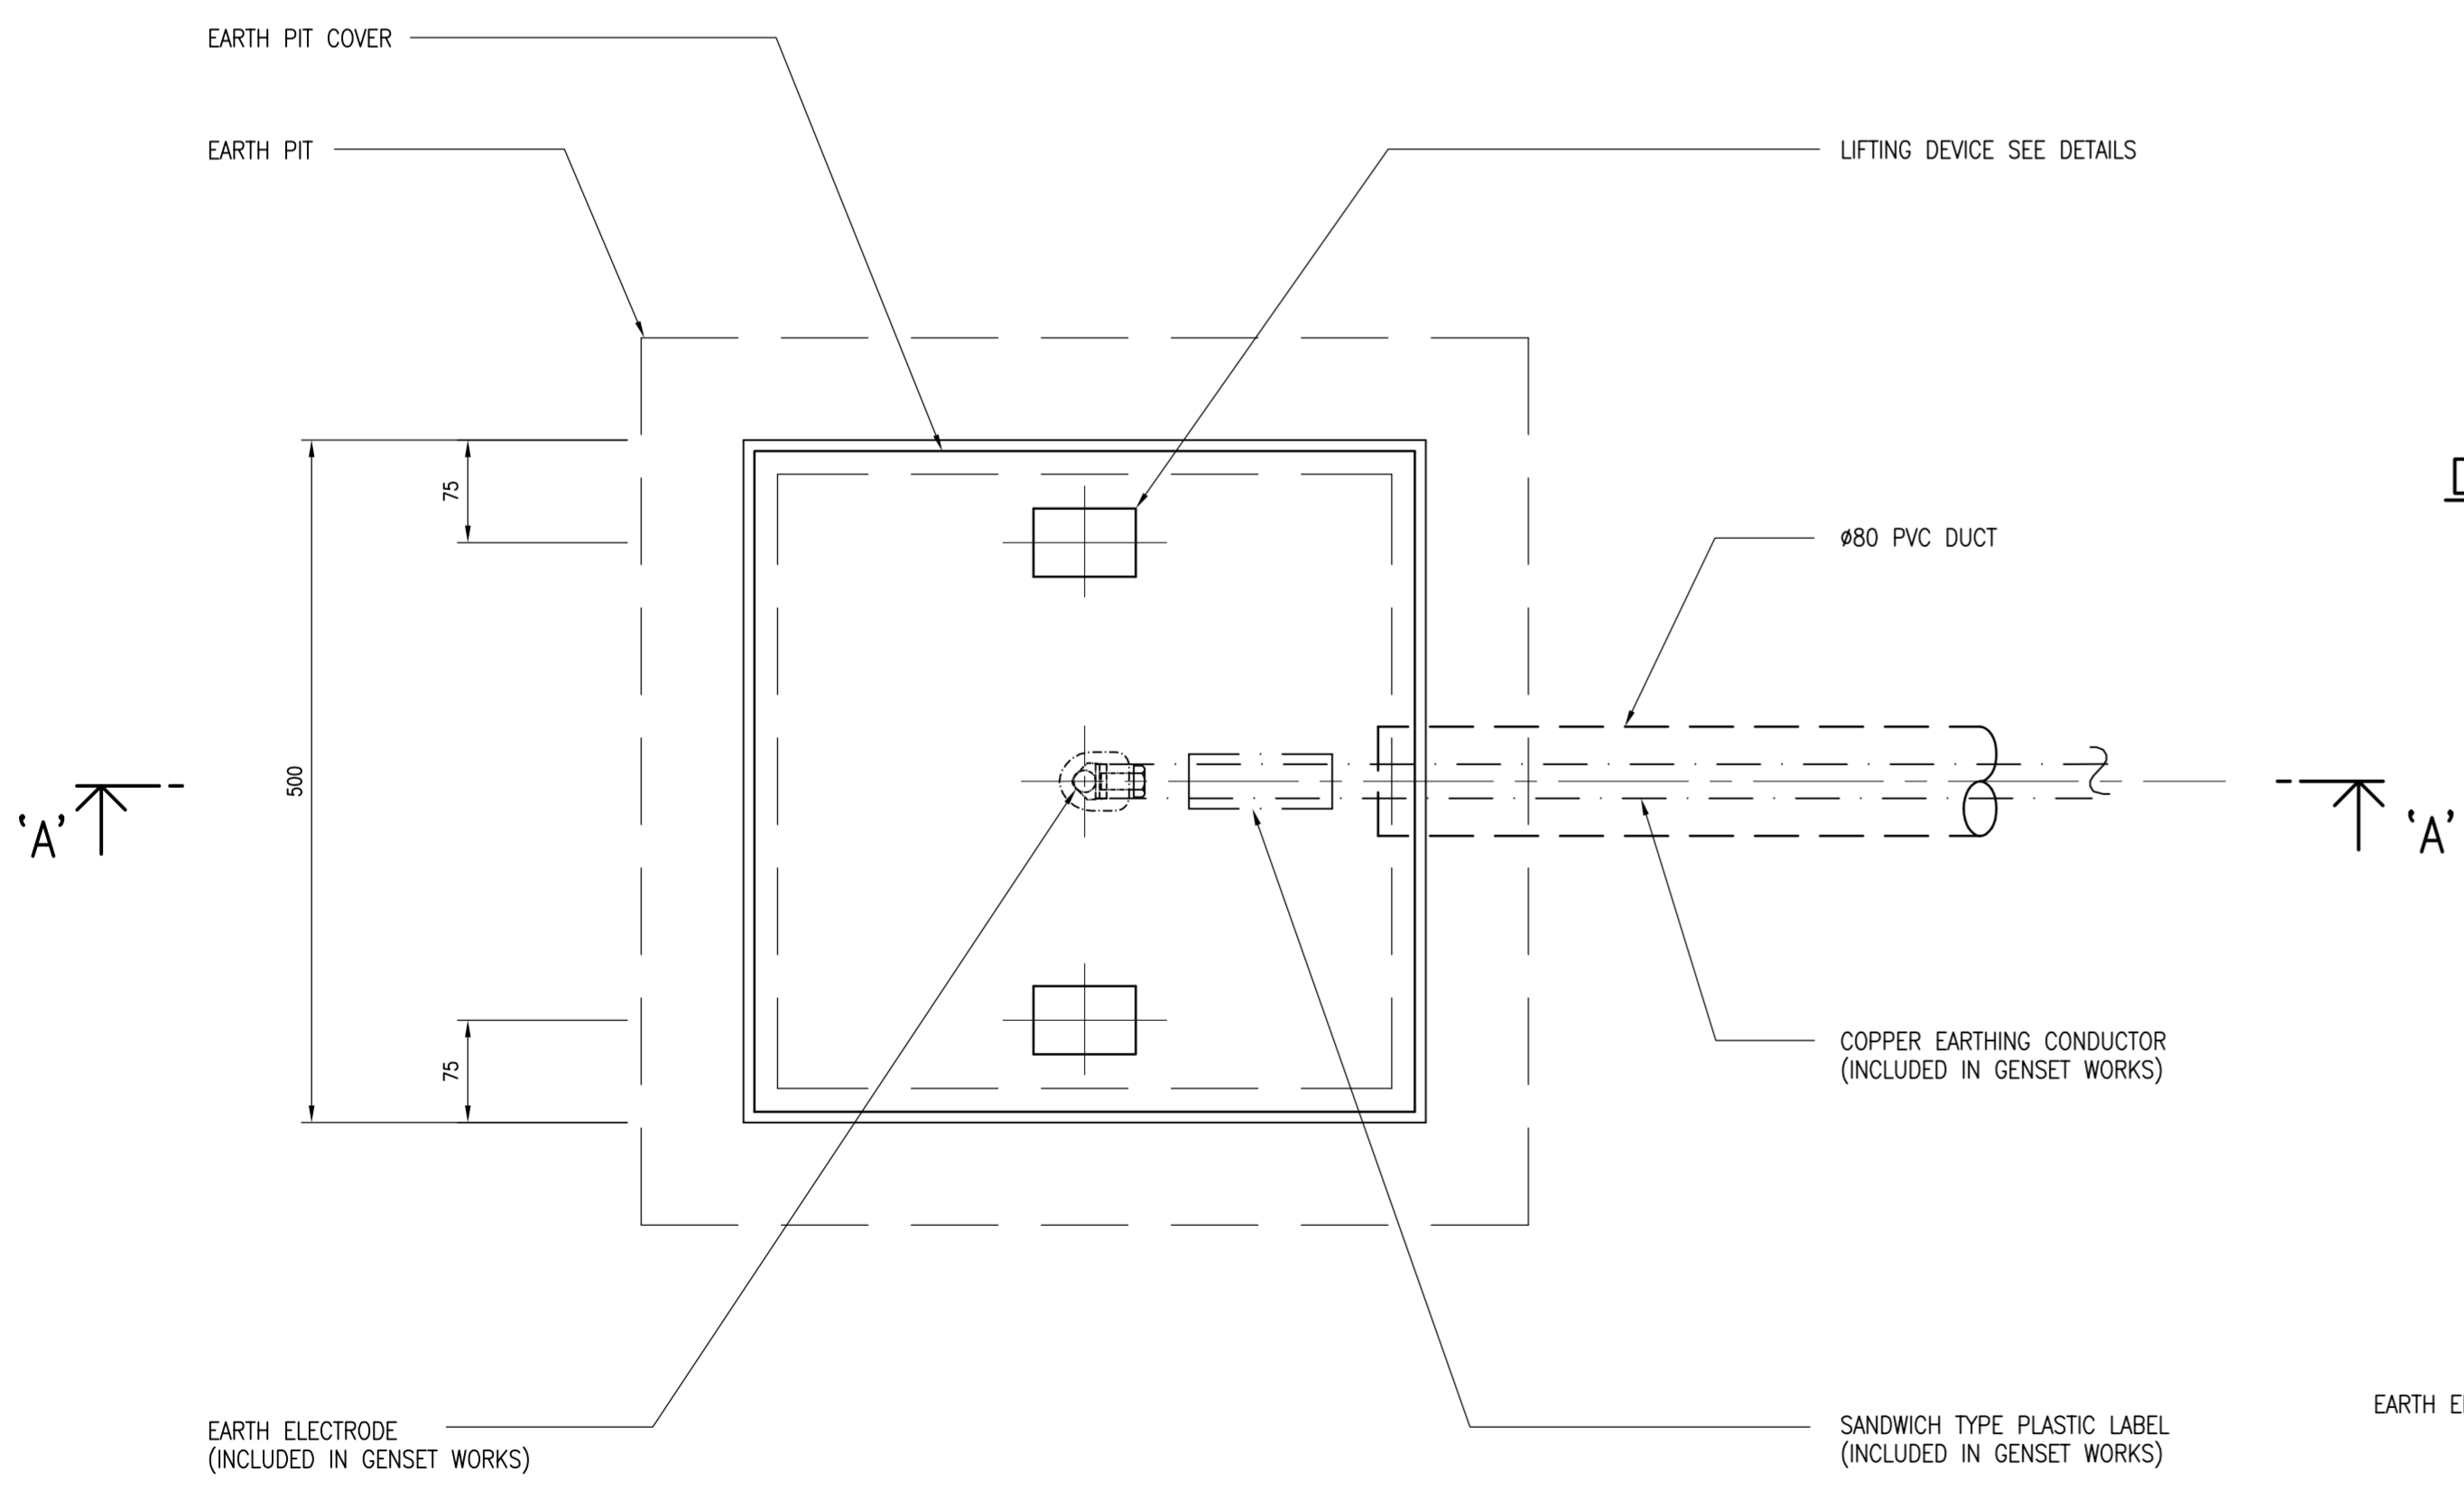 EARTH PIT COVER
EARTH PIT
LIFTING DEVICE SEE DETAILS
75
Ø80 PVC DUCT
500
'A'
'A'
75
COPPER EARTHING CONDUCTOR
(INCLUDED IN GENSET WORKS)
EARTH ELECTRODE
(INCLUDED IN GENSET WORKS)
SANDWICH TYPE PLASTIC LABEL
(INCLUDED IN GENSET WORKS)
EARTH